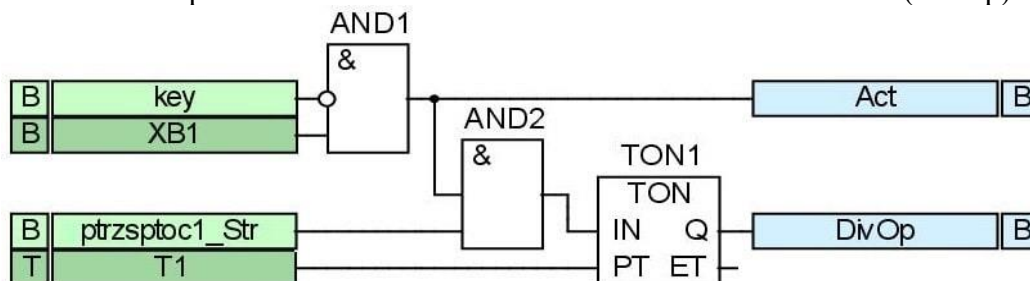 AND1
&
B key Act B
B XB1
AND2
&
TON1
TON
B ptrzsptoc1_Str IN Q DivOp B
T T1 PT ET